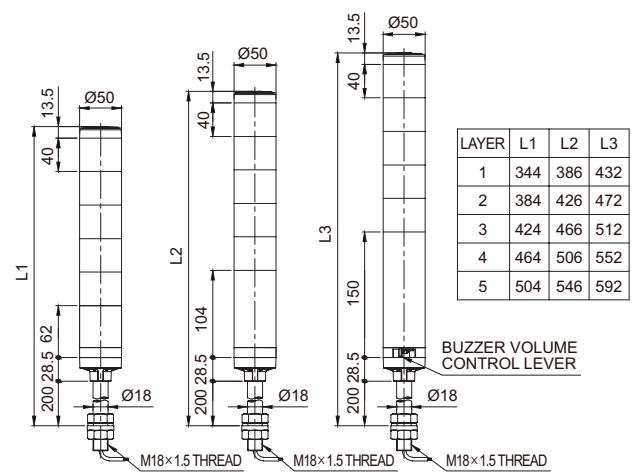 Ø50
13.5
40
L1
62
28.5
200
Ø18
M18×1.5 THREAD
Ø50
13.5
40
L2
104
28.5
200
Ø18
M18×1.5 THREAD
Ø50
13.5
40
L3
150
28.5
200
Ø18
M18×1.5 THREAD
BUZZER VOLUME
CONTROL LEVER
LAYER L1 L2 L3
1 344 386 432
2 384 426 472
3 424 466 512
4 464 506 552
5 504 546 592